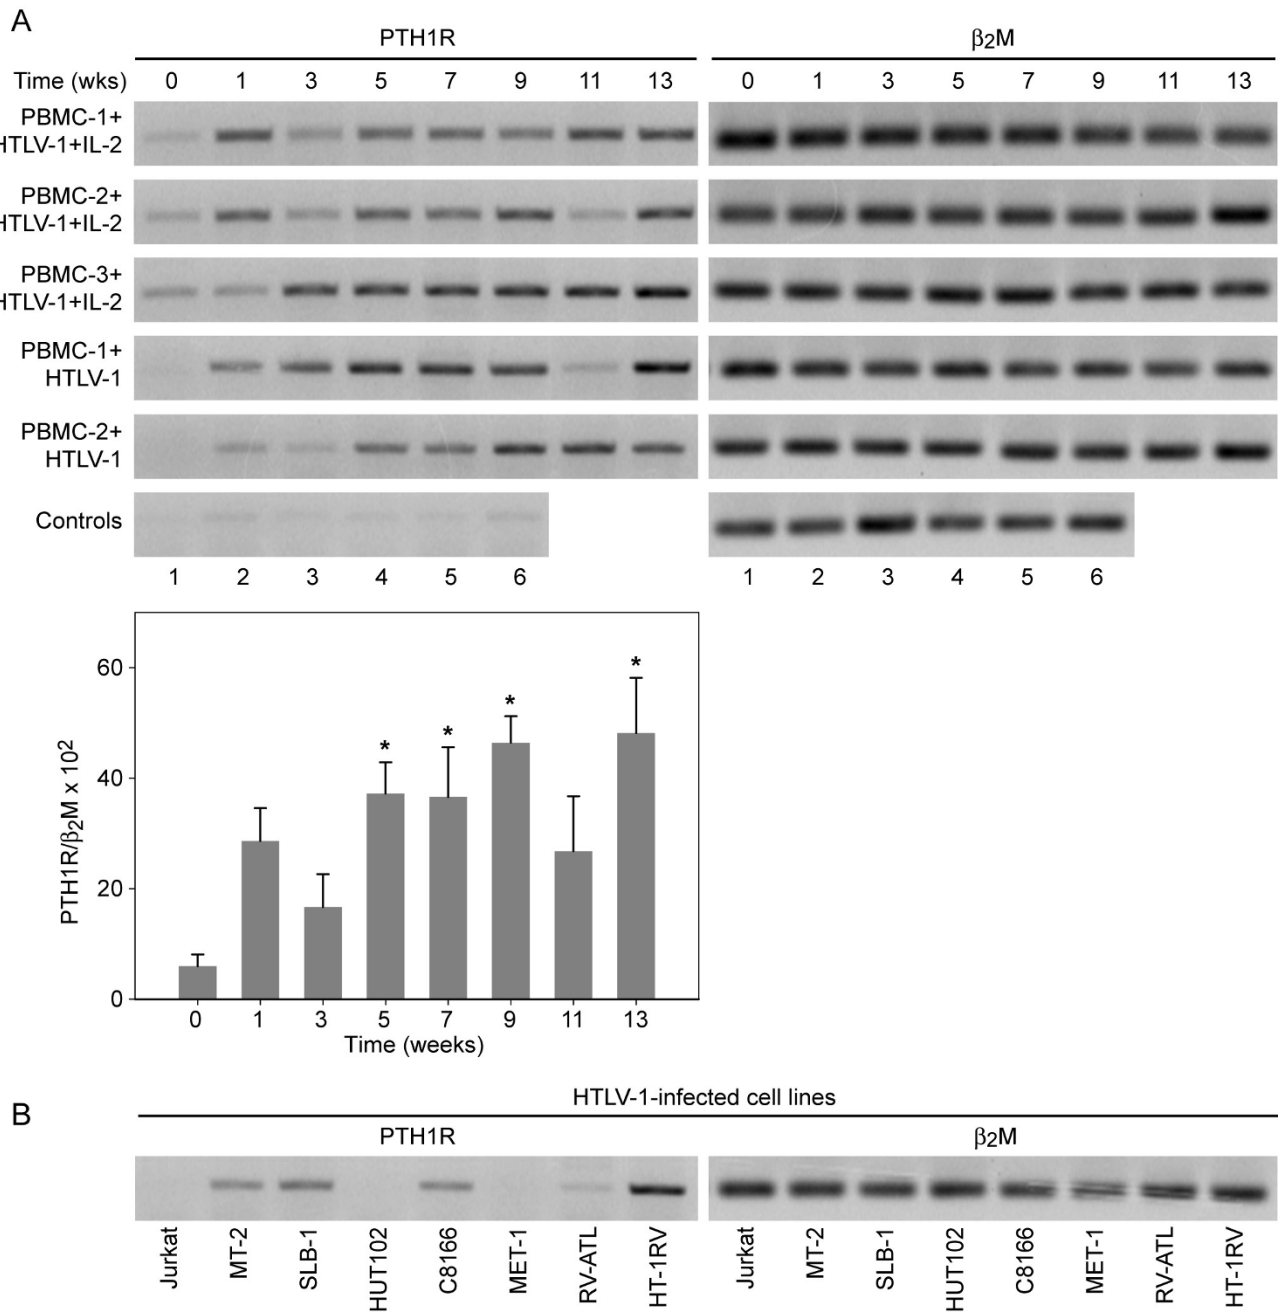 A
PTH1R β2M
Time (wks) 0 1 3 5 7 9 11 13 0 1 3 5 7 9 11 13
PBMC-1+
HTLV-1+IL-2
PBMC-2+
HTLV-1+IL-2
PBMC-3+
HTLV-1+IL-2
PBMC-1+
HTLV-1
PBMC-2+
HTLV-1
Controls
1 2 3 4 5 6 1 2 3 4 5 6
PTH1R/β2M x 10²
60
40
20
0
* * * *
0 1 3 5 7 9 11 13
Time (weeks)
B
HTLV-1-infected cell lines
PTH1R β2M
Jurkat MT-2 SLB-1 HUT102 C8166 MET-1 RV-ATL HT-1RV Jurkat MT-2 SLB-1 HUT102 C8166 MET-1 RV-ATL HT-1RV